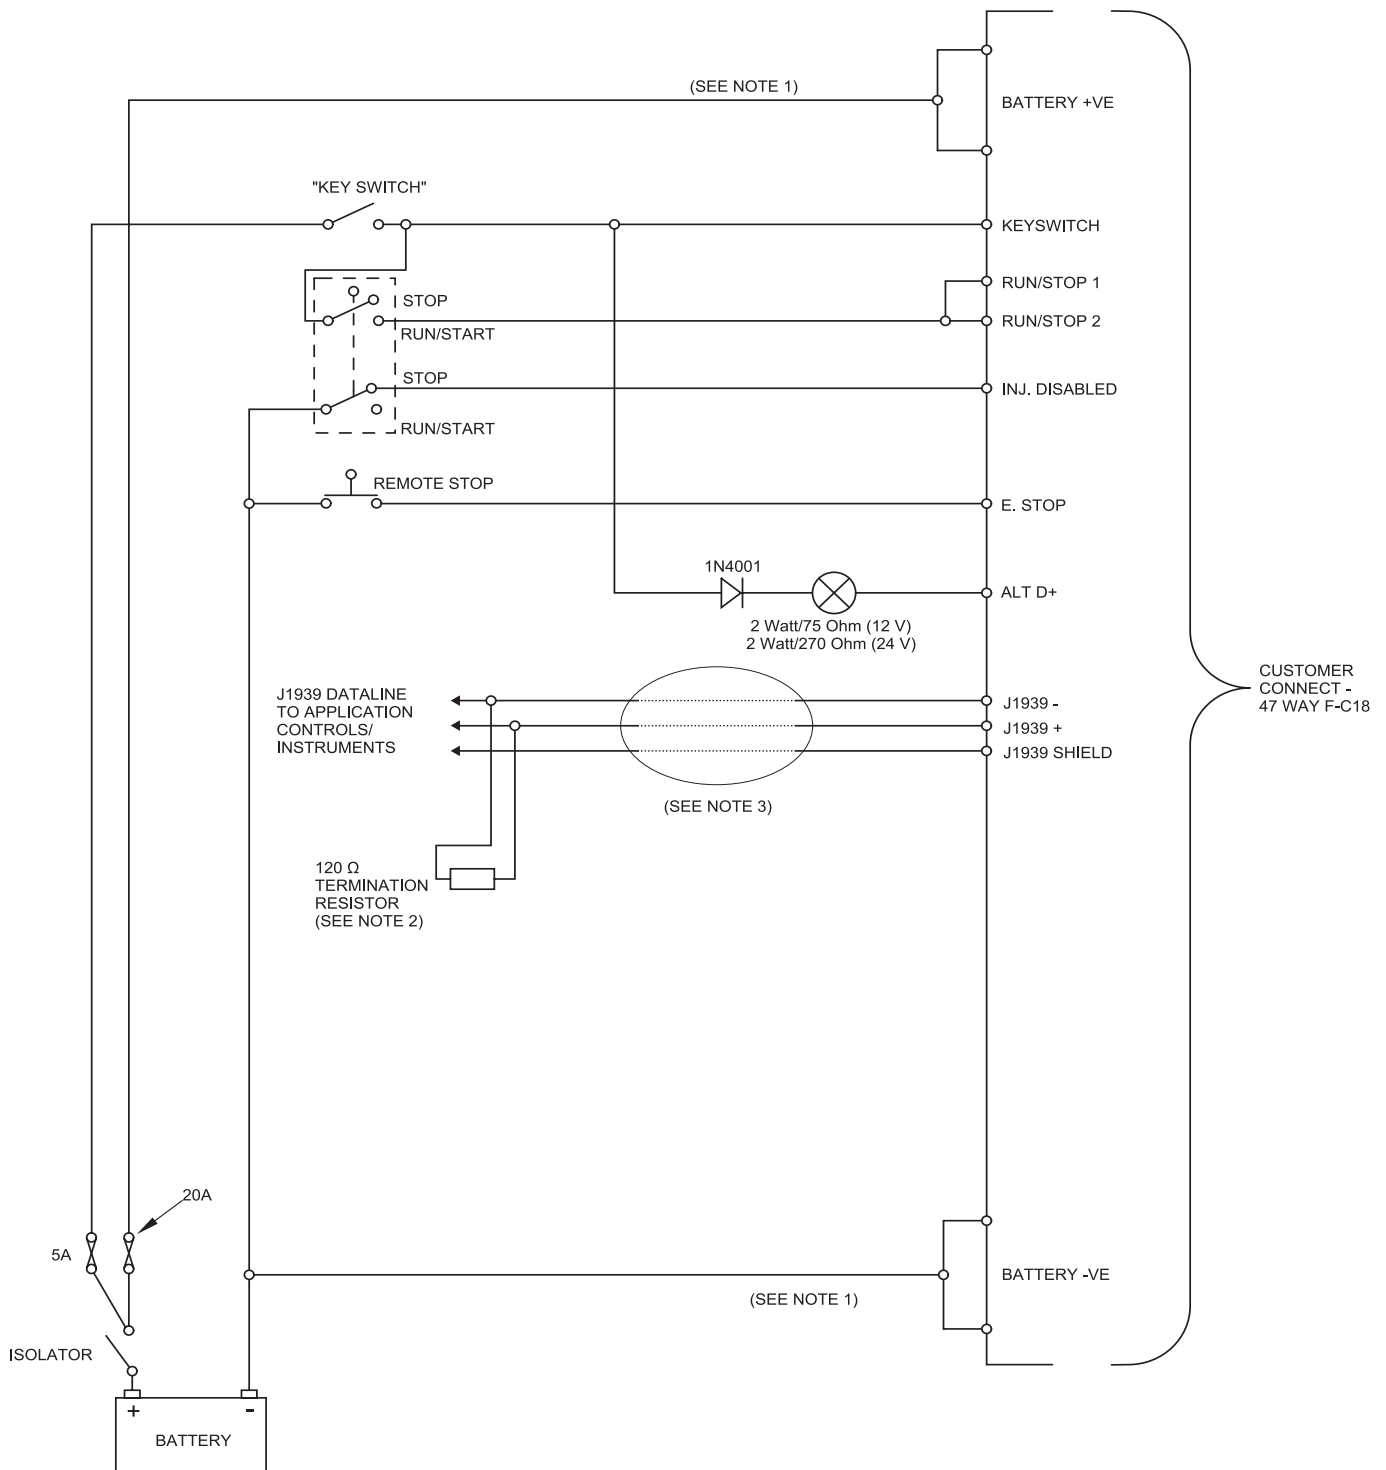 (SEE NOTE 1)
BATTERY +VE
"KEY SWITCH"
KEYSWITCH
RUN/STOP 1
STOP
RUN/STOP 2
RUN/START
STOP
INJ. DISABLED
RUN/START
REMOTE STOP
E. STOP
1N4001
ALT D+
2 Watt/75 Ohm (12 V)
2 Watt/270 Ohm (24 V)
CUSTOMER
CONNECT -
47 WAY F-C18
J1939 DATALINE
TO APPLICATION
CONTROLS/
INSTRUMENTS
J1939 -
J1939 +
J1939 SHIELD
(SEE NOTE 3)
120 Ω
TERMINATION
RESISTOR
(SEE NOTE 2)
20A
5A
BATTERY -VE
(SEE NOTE 1)
ISOLATOR
+ -
BATTERY